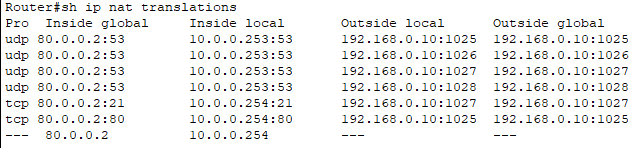 Router#sh ip nat translations
Pro  Inside global     Inside local       Outside local      Outside global
udp 80.0.0.2:53        10.0.0.253:53      192.168.0.10:1025  192.168.0.10:1025
udp 80.0.0.2:53        10.0.0.253:53      192.168.0.10:1026  192.168.0.10:1026
udp 80.0.0.2:53        10.0.0.253:53      192.168.0.10:1027  192.168.0.10:1027
udp 80.0.0.2:53        10.0.0.253:53      192.168.0.10:1028  192.168.0.10:1028
tcp 80.0.0.2:21        10.0.0.254:21      192.168.0.10:1027  192.168.0.10:1027
tcp 80.0.0.2:80        10.0.0.254:80      192.168.0.10:1025  192.168.0.10:1025
---  80.0.0.2          10.0.0.254         ---                ---